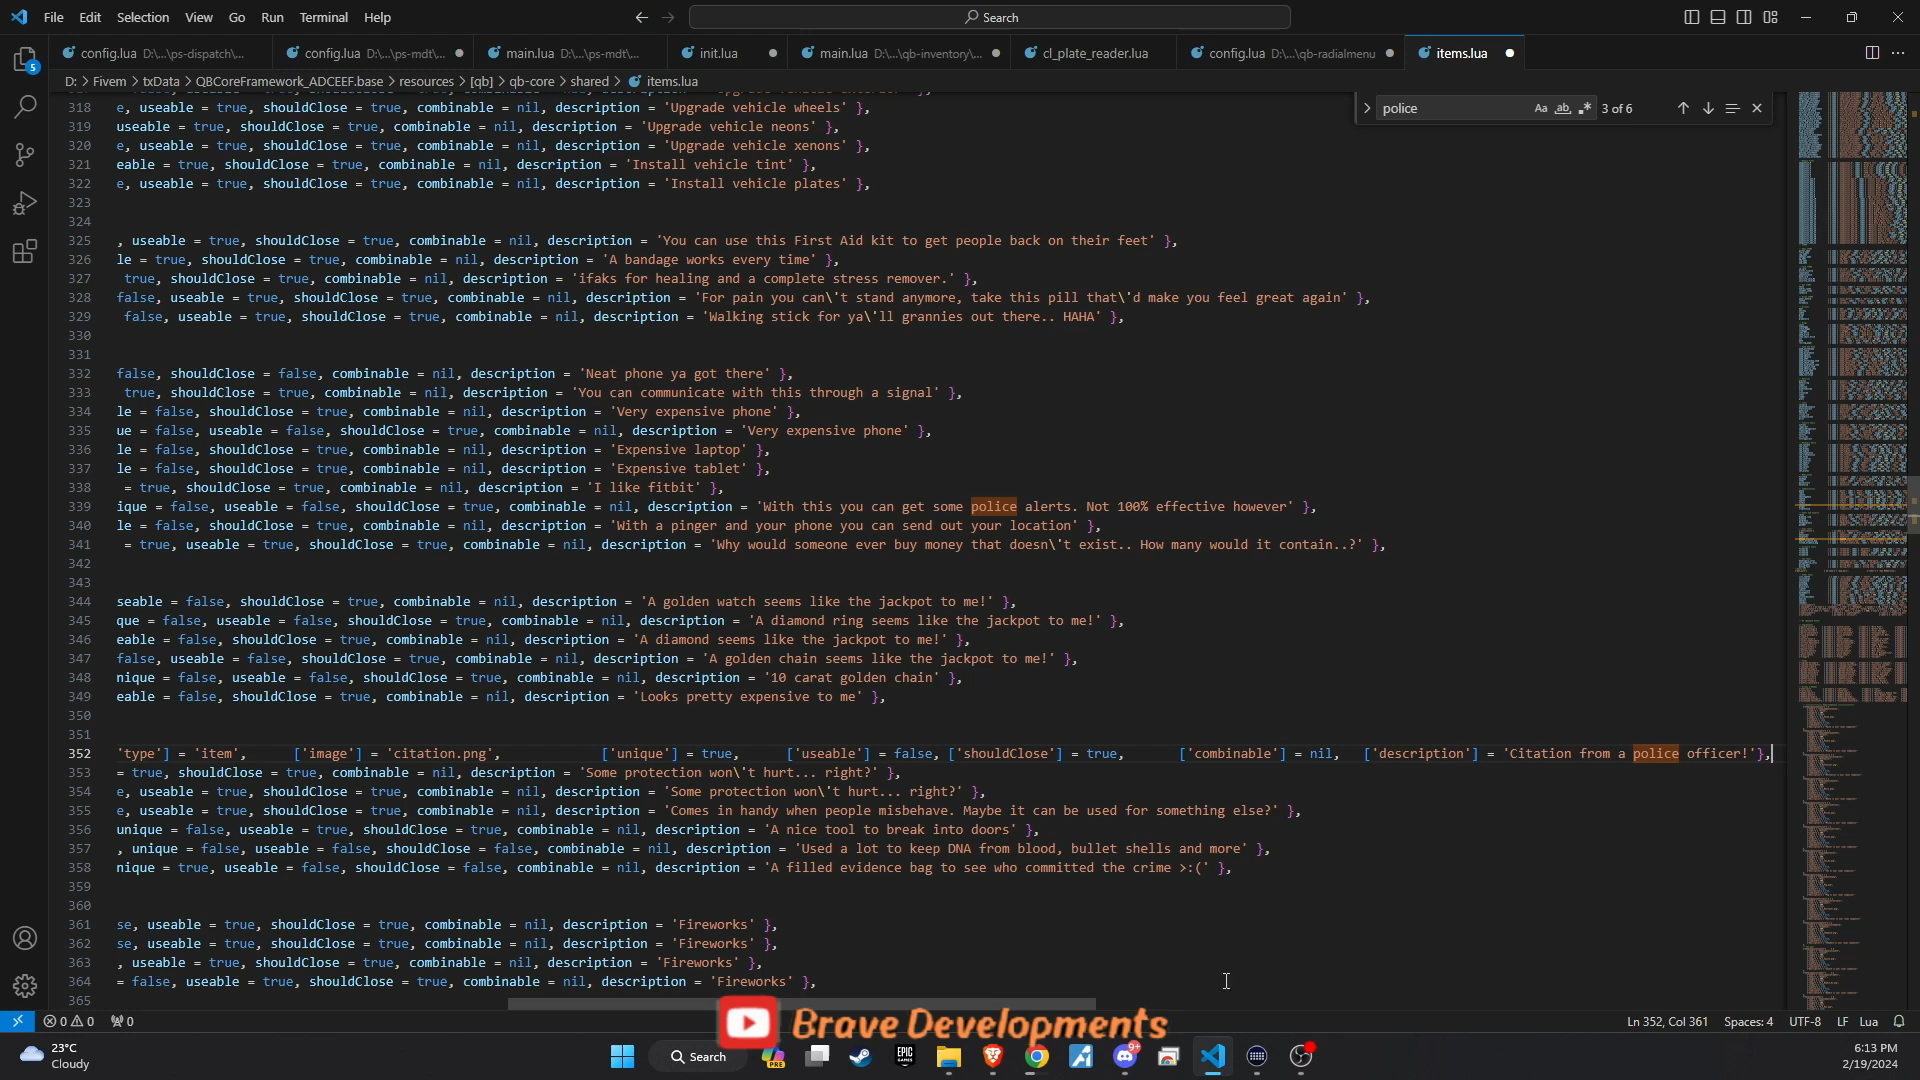 File Edit Selection View Go Run Terminal Help
Search
config.lua D:\...\ps-dispatch\...
config.lua D:\...\ps-mdt\...
main.lua D:\...\ps-mdt\...
init.lua
main.lua D:\...\qb-inventory\...
cl_plate_reader.lua
config.lua D:\...\qb-radialmenu
items.lua
D: > Fivem > txData > QBCoreFramework_ADCEEF.base > resources > [qb] > qb-core > shared > items.lua
police
Aa ab .* 3 of 6
5
318 e, useable = true, shouldClose = true, combinable = nil, description = 'Upgrade vehicle wheels' },
319 useable = true, shouldClose = true, combinable = nil, description = 'Upgrade vehicle neons' },
320 e, useable = true, shouldClose = true, combinable = nil, description = 'Upgrade vehicle xenons' },
321 eable = true, shouldClose = true, combinable = nil, description = 'Install vehicle tint' },
322 e, useable = true, shouldClose = true, combinable = nil, description = 'Install vehicle plates' },
323
324
325 , useable = true, shouldClose = true, combinable = nil, description = 'You can use this First Aid kit to get people back on their feet' },
326 le = true, shouldClose = true, combinable = nil, description = 'A bandage works every time' },
327 true, shouldClose = true, combinable = nil, description = 'ifaks for healing and a complete stress remover.' },
328 false, useable = true, shouldClose = true, combinable = nil, description = 'For pain you can\'t stand anymore, take this pill that\'d make you feel great again' },
329 false, useable = true, shouldClose = true, combinable = nil, description = 'Walking stick for ya\'ll grannies out there.. HAHA' },
330
331
332 false, shouldClose = false, combinable = nil, description = 'Neat phone ya got there' },
333 true, shouldClose = true, combinable = nil, description = 'You can communicate with this through a signal' },
334 le = false, shouldClose = true, combinable = nil, description = 'Very expensive phone' },
335 ue = false, useable = false, shouldClose = true, combinable = nil, description = 'Very expensive phone' },
336 le = false, shouldClose = true, combinable = nil, description = 'Expensive laptop' },
337 le = false, shouldClose = true, combinable = nil, description = 'Expensive tablet' },
338 = true, shouldClose = true, combinable = nil, description = 'I like fitbit' },
339 ique = false, useable = false, shouldClose = true, combinable = nil, description = 'With this you can get some police alerts. Not 100% effective however' },
340 le = false, shouldClose = true, combinable = nil, description = 'With a pinger and your phone you can send out your location' },
341 = true, useable = true, shouldClose = true, combinable = nil, description = 'Why would someone ever buy money that doesn\'t exist.. How many would it contain..?' },
342
343
344 seable = false, shouldClose = true, combinable = nil, description = 'A golden watch seems like the jackpot to me!' },
345 que = false, useable = false, shouldClose = true, combinable = nil, description = 'A diamond ring seems like the jackpot to me!' },
346 eable = false, shouldClose = true, combinable = nil, description = 'A diamond seems like the jackpot to me!' },
347 false, useable = false, shouldClose = true, combinable = nil, description = 'A golden chain seems like the jackpot to me!' },
348 nique = false, useable = false, shouldClose = true, combinable = nil, description = '10 carat golden chain' },
349 eable = false, shouldClose = true, combinable = nil, description = 'Looks pretty expensive to me' },
350
351
352 'type'] = 'item', ['image'] = 'citation.png', ['unique'] = true, ['useable'] = false, ['shouldClose'] = true, ['combinable'] = nil, ['description'] = 'Citation from a police officer!'},
353 = true, shouldClose = true, combinable = nil, description = 'Some protection won\'t hurt... right?' },
354 e, useable = true, shouldClose = true, combinable = nil, description = 'Some protection won\'t hurt... right?' },
355 e, useable = true, shouldClose = true, combinable = nil, description = 'Comes in handy when people misbehave. Maybe it can be used for something else?' },
356 unique = false, useable = true, shouldClose = true, combinable = nil, description = 'A nice tool to break into doors' },
357 , unique = false, useable = false, shouldClose = false, combinable = nil, description = 'Used a lot to keep DNA from blood, bullet shells and more' },
358 nique = true, useable = false, shouldClose = false, combinable = nil, description = 'A filled evidence bag to see who committed the crime >:(' },
359
360
361 se, useable = true, shouldClose = true, combinable = nil, description = 'Fireworks' },
362 se, useable = true, shouldClose = true, combinable = nil, description = 'Fireworks' },
363 , useable = true, shouldClose = true, combinable = nil, description = 'Fireworks' },
364 = false, useable = true, shouldClose = true, combinable = nil, description = 'Fireworks' },
365
Brave Developments
0 0 0
Ln 352, Col 361 Spaces: 4 UTF-8 LF Lua
23°C
Cloudy
Search
PRE
EPIC GAMES
9+
6:13 PM
2/19/2024